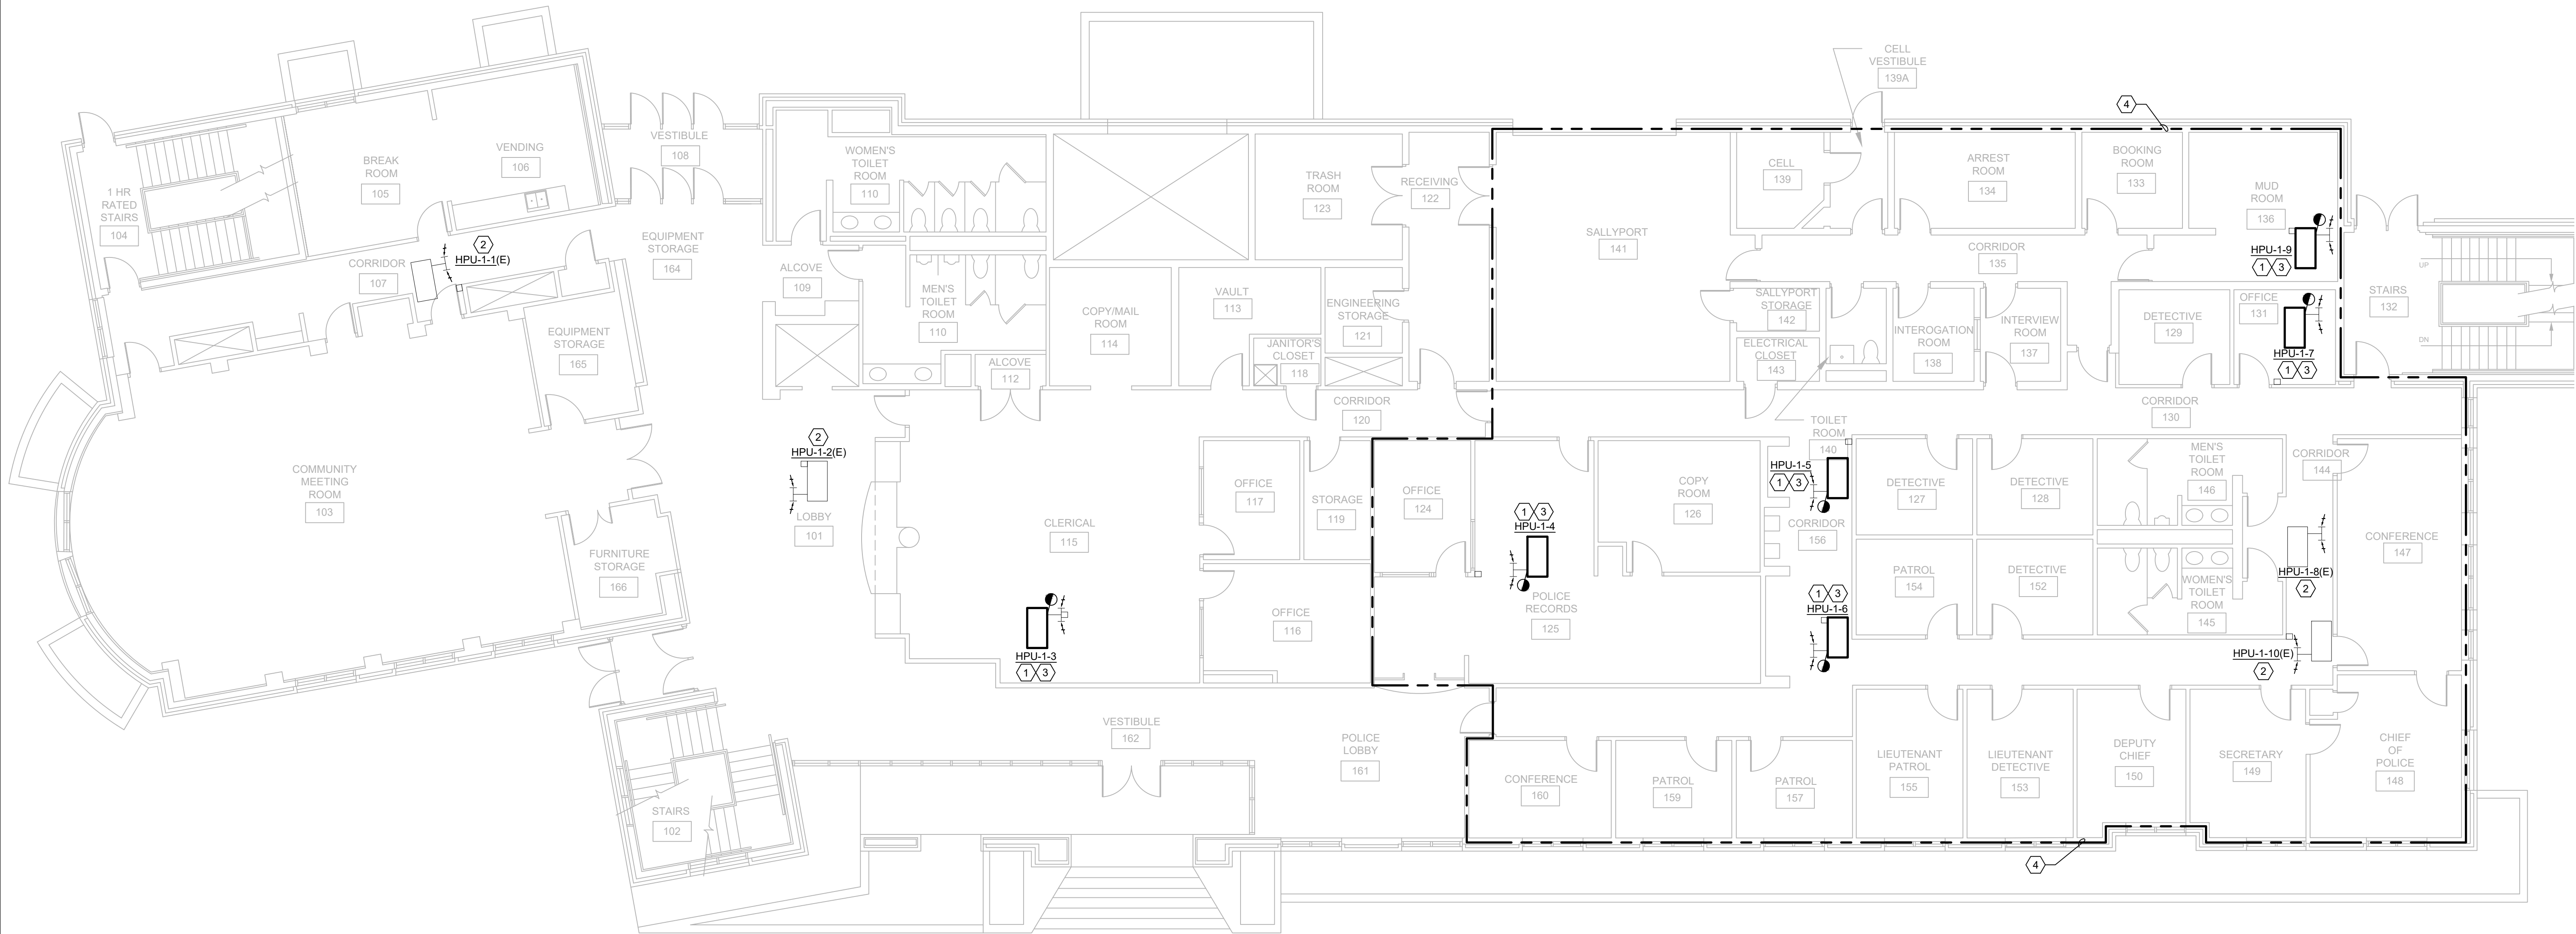 CELL
VESTIBULE
139A
4
1 HR
RATED
STAIRS
104
BREAK
ROOM
105
VENDING
106
VESTIBULE
108
WOMEN'S
TOILET
ROOM
110
TRASH
ROOM
123
RECEIVING
122
SALLYPORT
141
CELL
139
ARREST
ROOM
134
BOOKING
ROOM
133
MUD
ROOM
136
HPU-1-9
1
3
2
HPU-1-1(E)
CORRIDOR
107
EQUIPMENT
STORAGE
164
ALCOVE
109
MEN'S
TOILET
ROOM
110
COPY/MAIL
ROOM
114
VAULT
113
ENGINEERING
STORAGE
121
CORRIDOR
135
SALLYPORT
STORAGE
142
INTEROGATION
ROOM
138
INTERVIEW
ROOM
137
DETECTIVE
129
OFFICE
131
HPU-1-7
1
3
STAIRS
132
UP
DN
EQUIPMENT
STORAGE
165
ALCOVE
112
JANITOR'S
CLOSET
118
ELECTRICAL
CLOSET
143
CORRIDOR
120
TOILET
ROOM
140
CORRIDOR
130
COMMUNITY
MEETING
ROOM
103
2
HPU-1-2(E)
LOBBY
101
CLERICAL
115
OFFICE
117
STORAGE
119
OFFICE
124
1
3
HPU-1-4
COPY
ROOM
126
HPU-1-5
1
3
CORRIDOR
156
DETECTIVE
127
DETECTIVE
128
MEN'S
TOILET
ROOM
146
CORRIDOR
144
CONFERENCE
147
FURNITURE
STORAGE
166
HPU-1-3
1
3
OFFICE
116
POLICE
RECORDS
125
1
3
HPU-1-6
PATROL
154
DETECTIVE
152
WOMEN'S
TOILET
ROOM
145
HPU-1-8(E)
2
HPU-1-10(E)
2
VESTIBULE
162
POLICE
LOBBY
161
CONFERENCE
160
PATROL
159
PATROL
157
LIEUTENANT
PATROL
155
LIEUTENANT
DETECTIVE
153
DEPUTY
CHIEF
150
SECRETARY
149
CHIEF
OF
POLICE
148
STAIRS
102
4